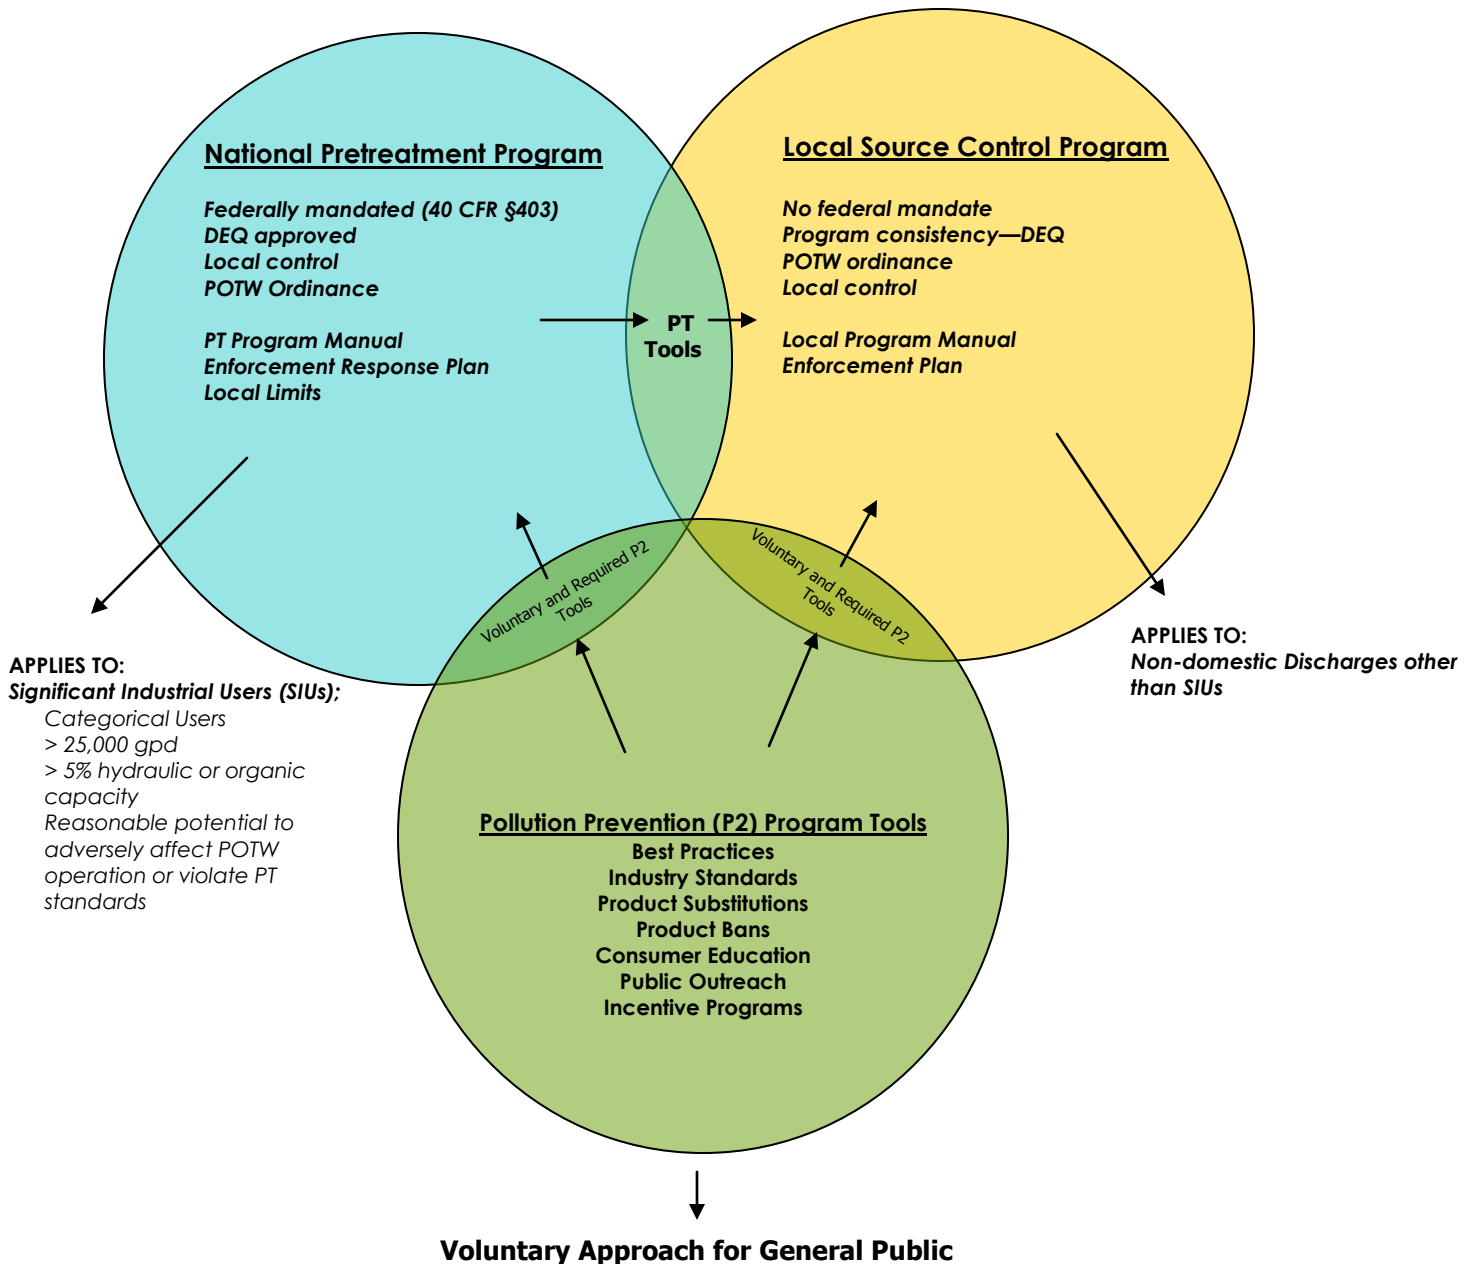 National Pretreatment Program
Federally mandated (40 CFR §403)
DEQ approved
Local control
POTW Ordinance
PT Program Manual
Enforcement Response Plan
Local Limits
PT
Tools
Local Source Control Program
No federal mandate
Program consistency—DEQ
POTW ordinance
Local control
Local Program Manual
Enforcement Plan
Voluntary and Required P2
Tools
Voluntary and Required P2
Tools
APPLIES TO:
Significant Industrial Users (SIUs);
Categorical Users
> 25,000 gpd
> 5% hydraulic or organic
capacity
Reasonable potential to
adversely affect POTW
operation or violate PT
standards
APPLIES TO:
Non-domestic Discharges other
than SIUs
Pollution Prevention (P2) Program Tools
Best Practices
Industry Standards
Product Substitutions
Product Bans
Consumer Education
Public Outreach
Incentive Programs
Voluntary Approach for General Public